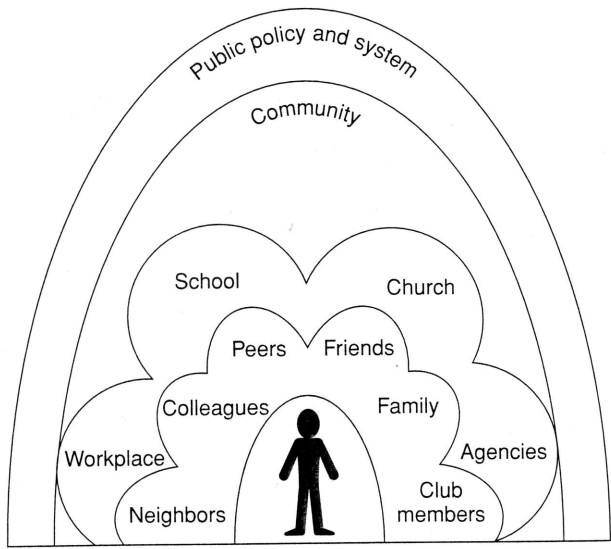 Public policy and system
Community
School
Church
Peers
Friends
Colleagues
Family
Workplace
Agencies
Neighbors
Club
members